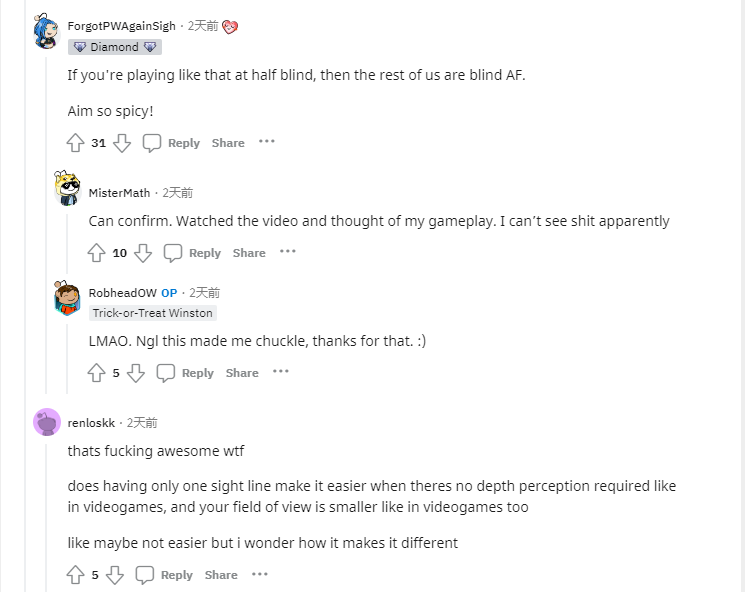 ForgotPWAgainSigh · 2天前
Diamond
If you're playing like that at half blind, then the rest of us are blind AF.
Aim so spicy!
31 Reply Share ···
MisterMath · 2天前
Can confirm. Watched the video and thought of my gameplay. I can't see shit apparently
10 Reply Share ···
RobheadOW OP · 2天前
Trick-or-Treat Winston
LMAO. Ngl this made me chuckle, thanks for that. :)
5 Reply Share ···
renloskk · 2天前
thats fucking awesome wtf
does having only one sight line make it easier when theres no depth perception required like
in videogames, and your field of view is smaller like in videogames too
like maybe not easier but i wonder how it makes it different
5 Reply Share ···